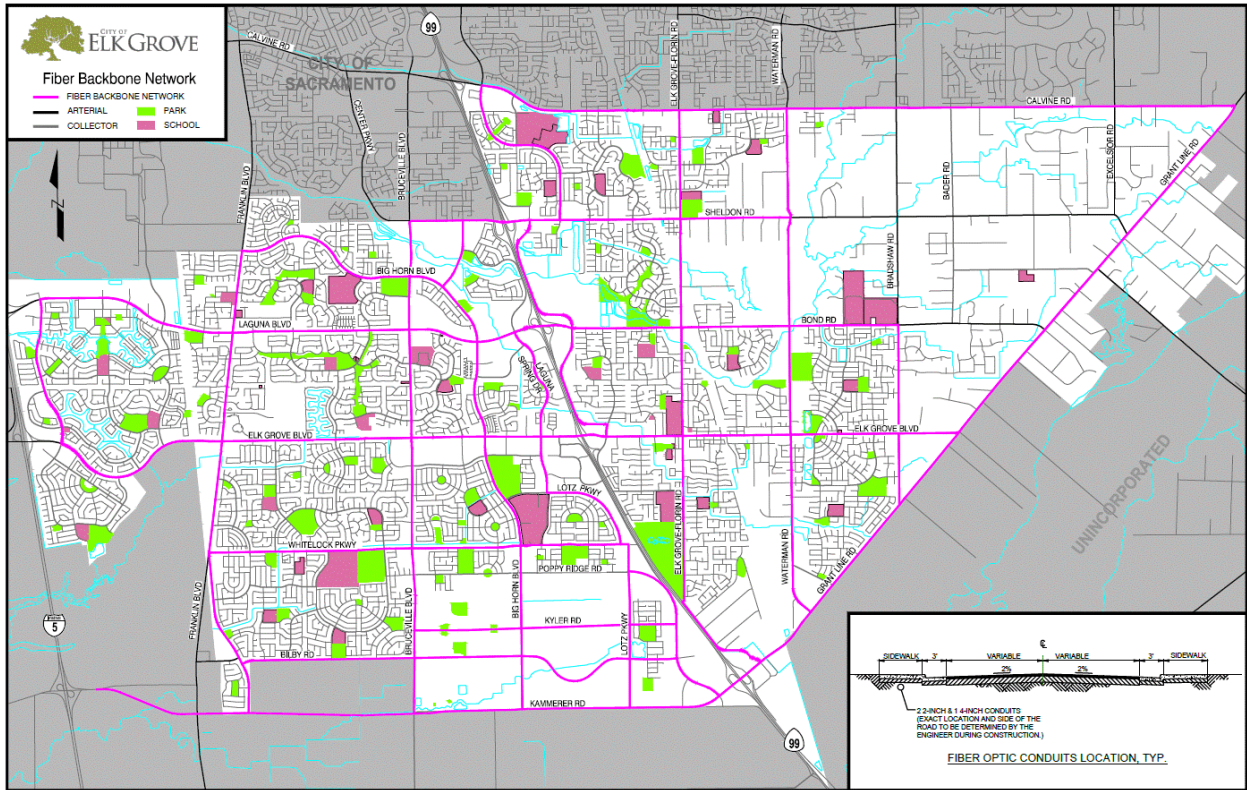 CITY OF
ELK GROVE
Fiber Backbone Network
FIBER BACKBONE NETWORK
ARTERIAL
PARK
COLLECTOR
SCHOOL
N
CALVINE RD
CITY OF
SACRAMENTO
99
ELK GROVE-FLORIN RD
WATERMAN RD
CENTER PKWY
BRUCEVILLE BLVD
FRANKLIN BLVD
CALVINE RD
EXCELSIOR RD
GRANT LINE RD
BADER RD
SHELDON RD
BRADSHAW RD
BIG HORN BLVD
LAGUNA BLVD
BOND RD
LAGUNA
SPRING DR
ELK GROVE BLVD
ELK GROVE BLVD
LOTZ PKWY
ELK GROVE-FLORIN RD
WHITELOCK PKWY
POPPY RIDGE RD
WATERMAN RD
GRANT LINE RD
UNINCORPORATED
FRANKLIN BLVD
BRUCEVILLE BLVD
BIG HORN BLVD
KYLER RD
LOTZ PKWY
5
BILBY RD
KAMMERER RD
99
SIDEWALK
3'
VARIABLE
VARIABLE
3'
SIDEWALK
2%
2%
2 2-INCH & 1 4-INCH CONDUITS
(EXACT LOCATION AND SIDE OF THE
ROAD TO BE DETERMINED BY THE
ENGINEER DURING CONSTRUCTION.)
FIBER OPTIC CONDUITS LOCATION, TYP.